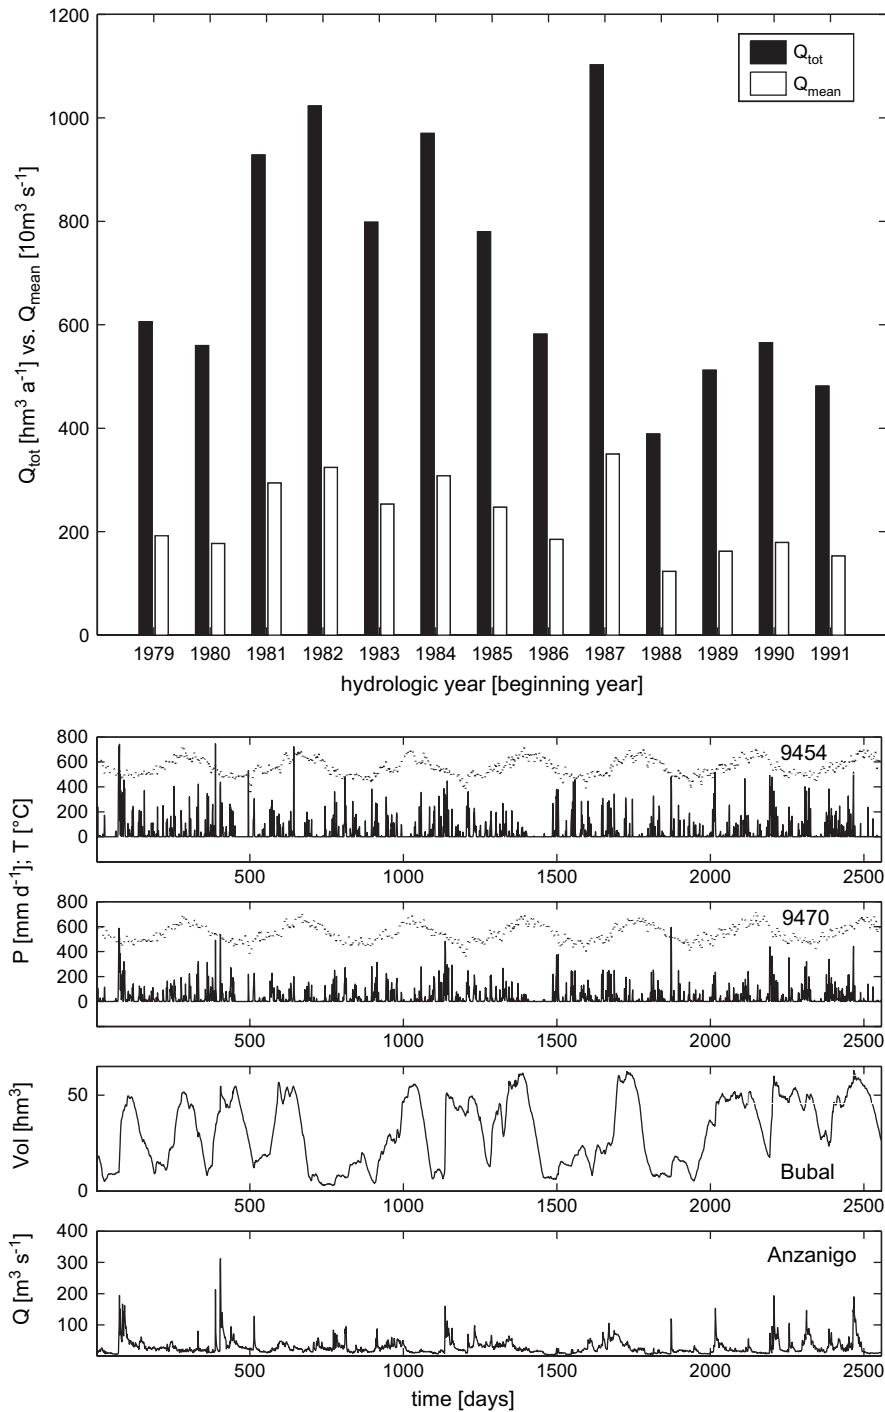 1200
1000
800
600
400
200
0
Q_tot [hm³ a⁻¹] vs. Q_mean [10m³ s⁻¹]
Q_tot
Q_mean
1979 1980 1981 1982 1983 1984 1985 1986 1987 1988 1989 1990 1991
hydrologic year [beginning year]
P [mm d⁻¹]; T [°C]
800
600
400
200
0
9454
500 1000 1500 2000 2500
800
600
400
200
0
9470
500 1000 1500 2000 2500
Vol [hm³]
50
0
Bubal
500 1000 1500 2000 2500
Q [m³ s⁻¹]
400
300
200
100
Anzanigo
500 1000 1500 2000 2500
time [days]